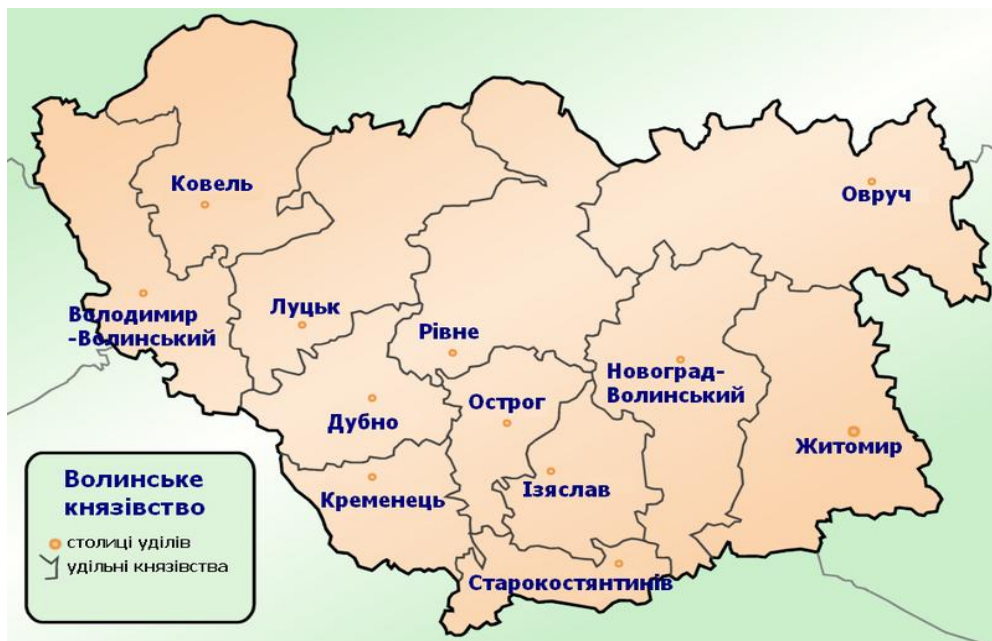 Ковель
Овруч
Володимир
-Волинський
Луцьк
Рівне
Новоград-
Волинський
Острог
Дубно
Житомир
Кременець
Ізяслав
Старокостянтинів
Волинське
князівство
столиці уділів
удільні князівства